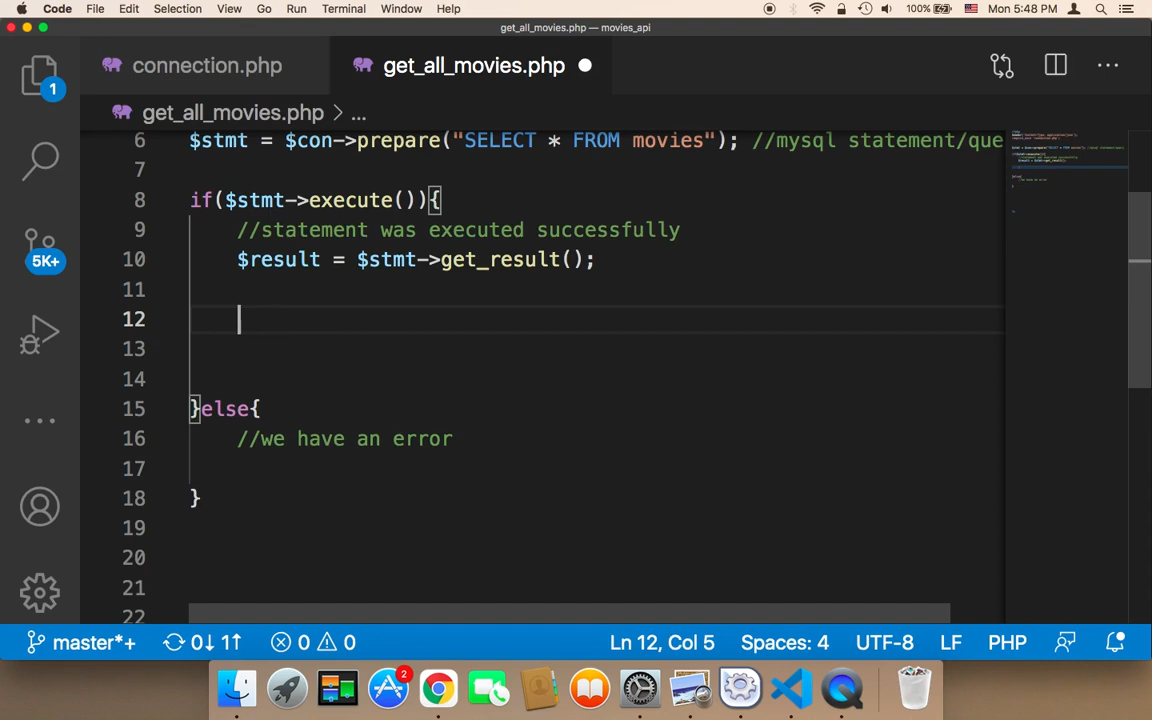 Code File Edit Selection View Go Run Terminal Window Help 100% Mon 5:48 PM
get_all_movies.php — movies_api
connection.php get_all_movies.php
1
get_all_movies.php > ...
6 $stmt = $con->prepare("SELECT * FROM movies"); //mysql statement/que
7
8 if($stmt->execute()){
9 //statement was executed successfully
10 $result = $stmt->get_result();
11
12
13
14
15 }else{
16 //we have an error
17
18 }
19
20
21
22
5K+
master*+ 0↓ 1↑ 0 0 Ln 12, Col 5 Spaces: 4 UTF-8 LF PHP
2